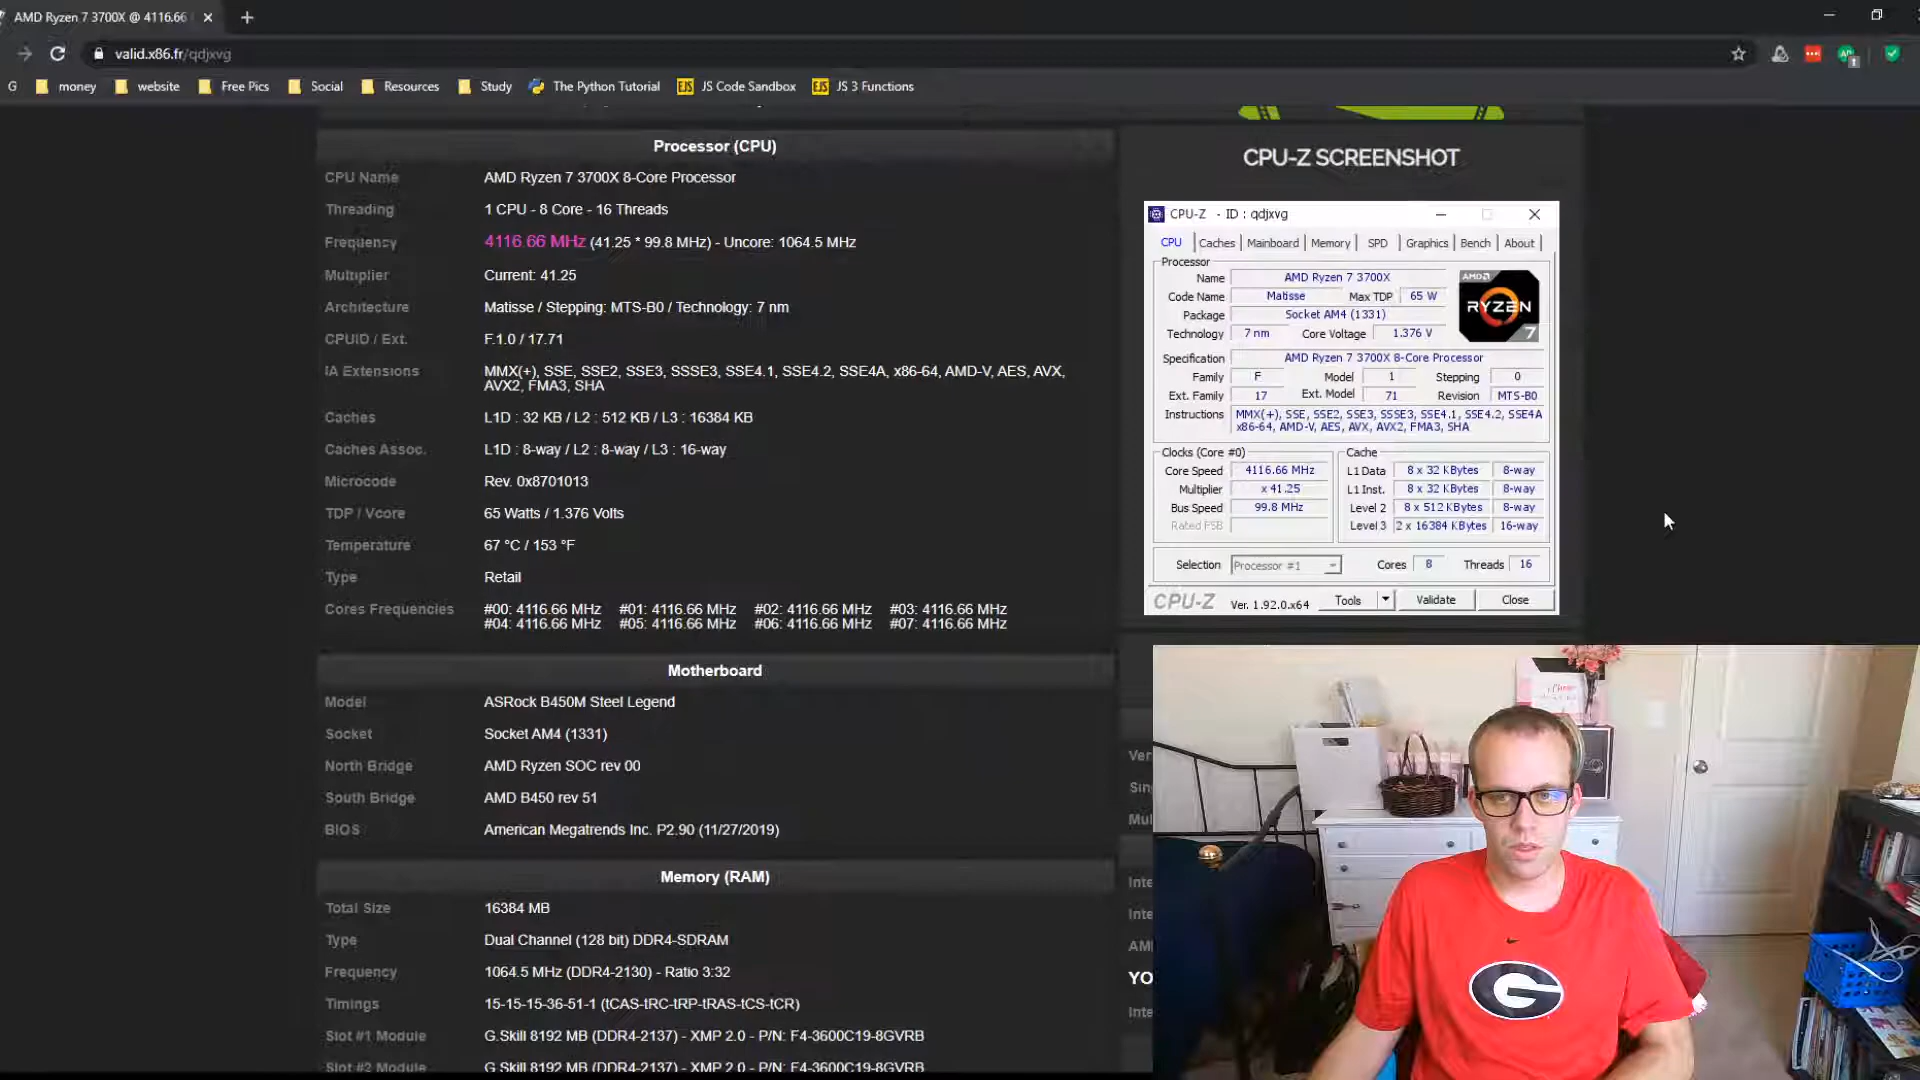 AMD Ryzen 7 3700X @ 4116.66
valid.x86.fr/qdjxvg
G money website Free Pics Social Resources Study The Python Tutorial EJS JS Code Sandbox EJS JS 3 Functions
Processor (CPU)
CPU Name AMD Ryzen 7 3700X 8-Core Processor
Threading 1 CPU - 8 Core - 16 Threads
Frequency 4116.66 MHz (41.25 * 99.8 MHz) - Uncore: 1064.5 MHz
Multiplier Current: 41.25
Architecture Matisse / Stepping: MTS-B0 / Technology: 7 nm
CPUID / Ext. F.1.0 / 17.71
IA Extensions MMX(+), SSE, SSE2, SSE3, SSSE3, SSE4.1, SSE4.2, SSE4A, x86-64, AMD-V, AES, AVX,
AVX2, FMA3, SHA
Caches L1D : 32 KB / L2 : 512 KB / L3 : 16384 KB
Caches Assoc. L1D : 8-way / L2 : 8-way / L3 : 16-way
Microcode Rev. 0x8701013
TDP / Vcore 65 Watts / 1.376 Volts
Temperature 67 °C / 153 °F
Type Retail
Cores Frequencies #00: 4116.66 MHz #01: 4116.66 MHz #02: 4116.66 MHz #03: 4116.66 MHz
#04: 4116.66 MHz #05: 4116.66 MHz #06: 4116.66 MHz #07: 4116.66 MHz
Motherboard
Model ASRock B450M Steel Legend
Socket Socket AM4 (1331)
North Bridge AMD Ryzen SOC rev 00
South Bridge AMD B450 rev 51
BIOS American Megatrends Inc. P2.90 (11/27/2019)
Memory (RAM)
Total Size 16384 MB
Type Dual Channel (128 bit) DDR4-SDRAM
Frequency 1064.5 MHz (DDR4-2130) - Ratio 3:32
Timings 15-15-15-36-51-1 (tCAS-tRC-tRP-tRAS-tCS-tCR)
Slot #1 Module G.Skill 8192 MB (DDR4-2137) - XMP 2.0 - P/N: F4-3600C19-8GVRB
Slot #2 Module G.Skill 8192 MB (DDR4-2137) - XMP 2.0 - P/N: F4-3600C19-8GVRB
CPU-Z SCREENSHOT
CPU-Z - ID : qdjxvg
CPU Caches Mainboard Memory SPD Graphics Bench About
Processor
Name AMD Ryzen 7 3700X
Code Name Matisse Max TDP 65 W
Package Socket AM4 (1331)
Technology 7 nm Core Voltage 1.376 V
AMD
RYZEN
7
Specification AMD Ryzen 7 3700X 8-Core Processor
Family F Model 1 Stepping 0
Ext. Family 17 Ext. Model 71 Revision MTS-B0
Instructions MMX(+), SSE, SSE2, SSE3, SSSE3, SSE4.1, SSE4.2, SSE4A
x86-64, AMD-V, AES, AVX, AVX2, FMA3, SHA
Clocks (Core #0) Cache
Core Speed 4116.66 MHz L1 Data 8 x 32 KBytes 8-way
Multiplier x 41.25 L1 Inst. 8 x 32 KBytes 8-way
Bus Speed 99.8 MHz Level 2 8 x 512 KBytes 8-way
Rated FSB Level 3 2 x 16384 KBytes 16-way
Selection Processor #1 Cores 8 Threads 16
CPU-Z Ver. 1.92.0.x64 Tools Validate Close
Ver
Sin
Mul
Inte
Inte
AM
YO
Inte
G